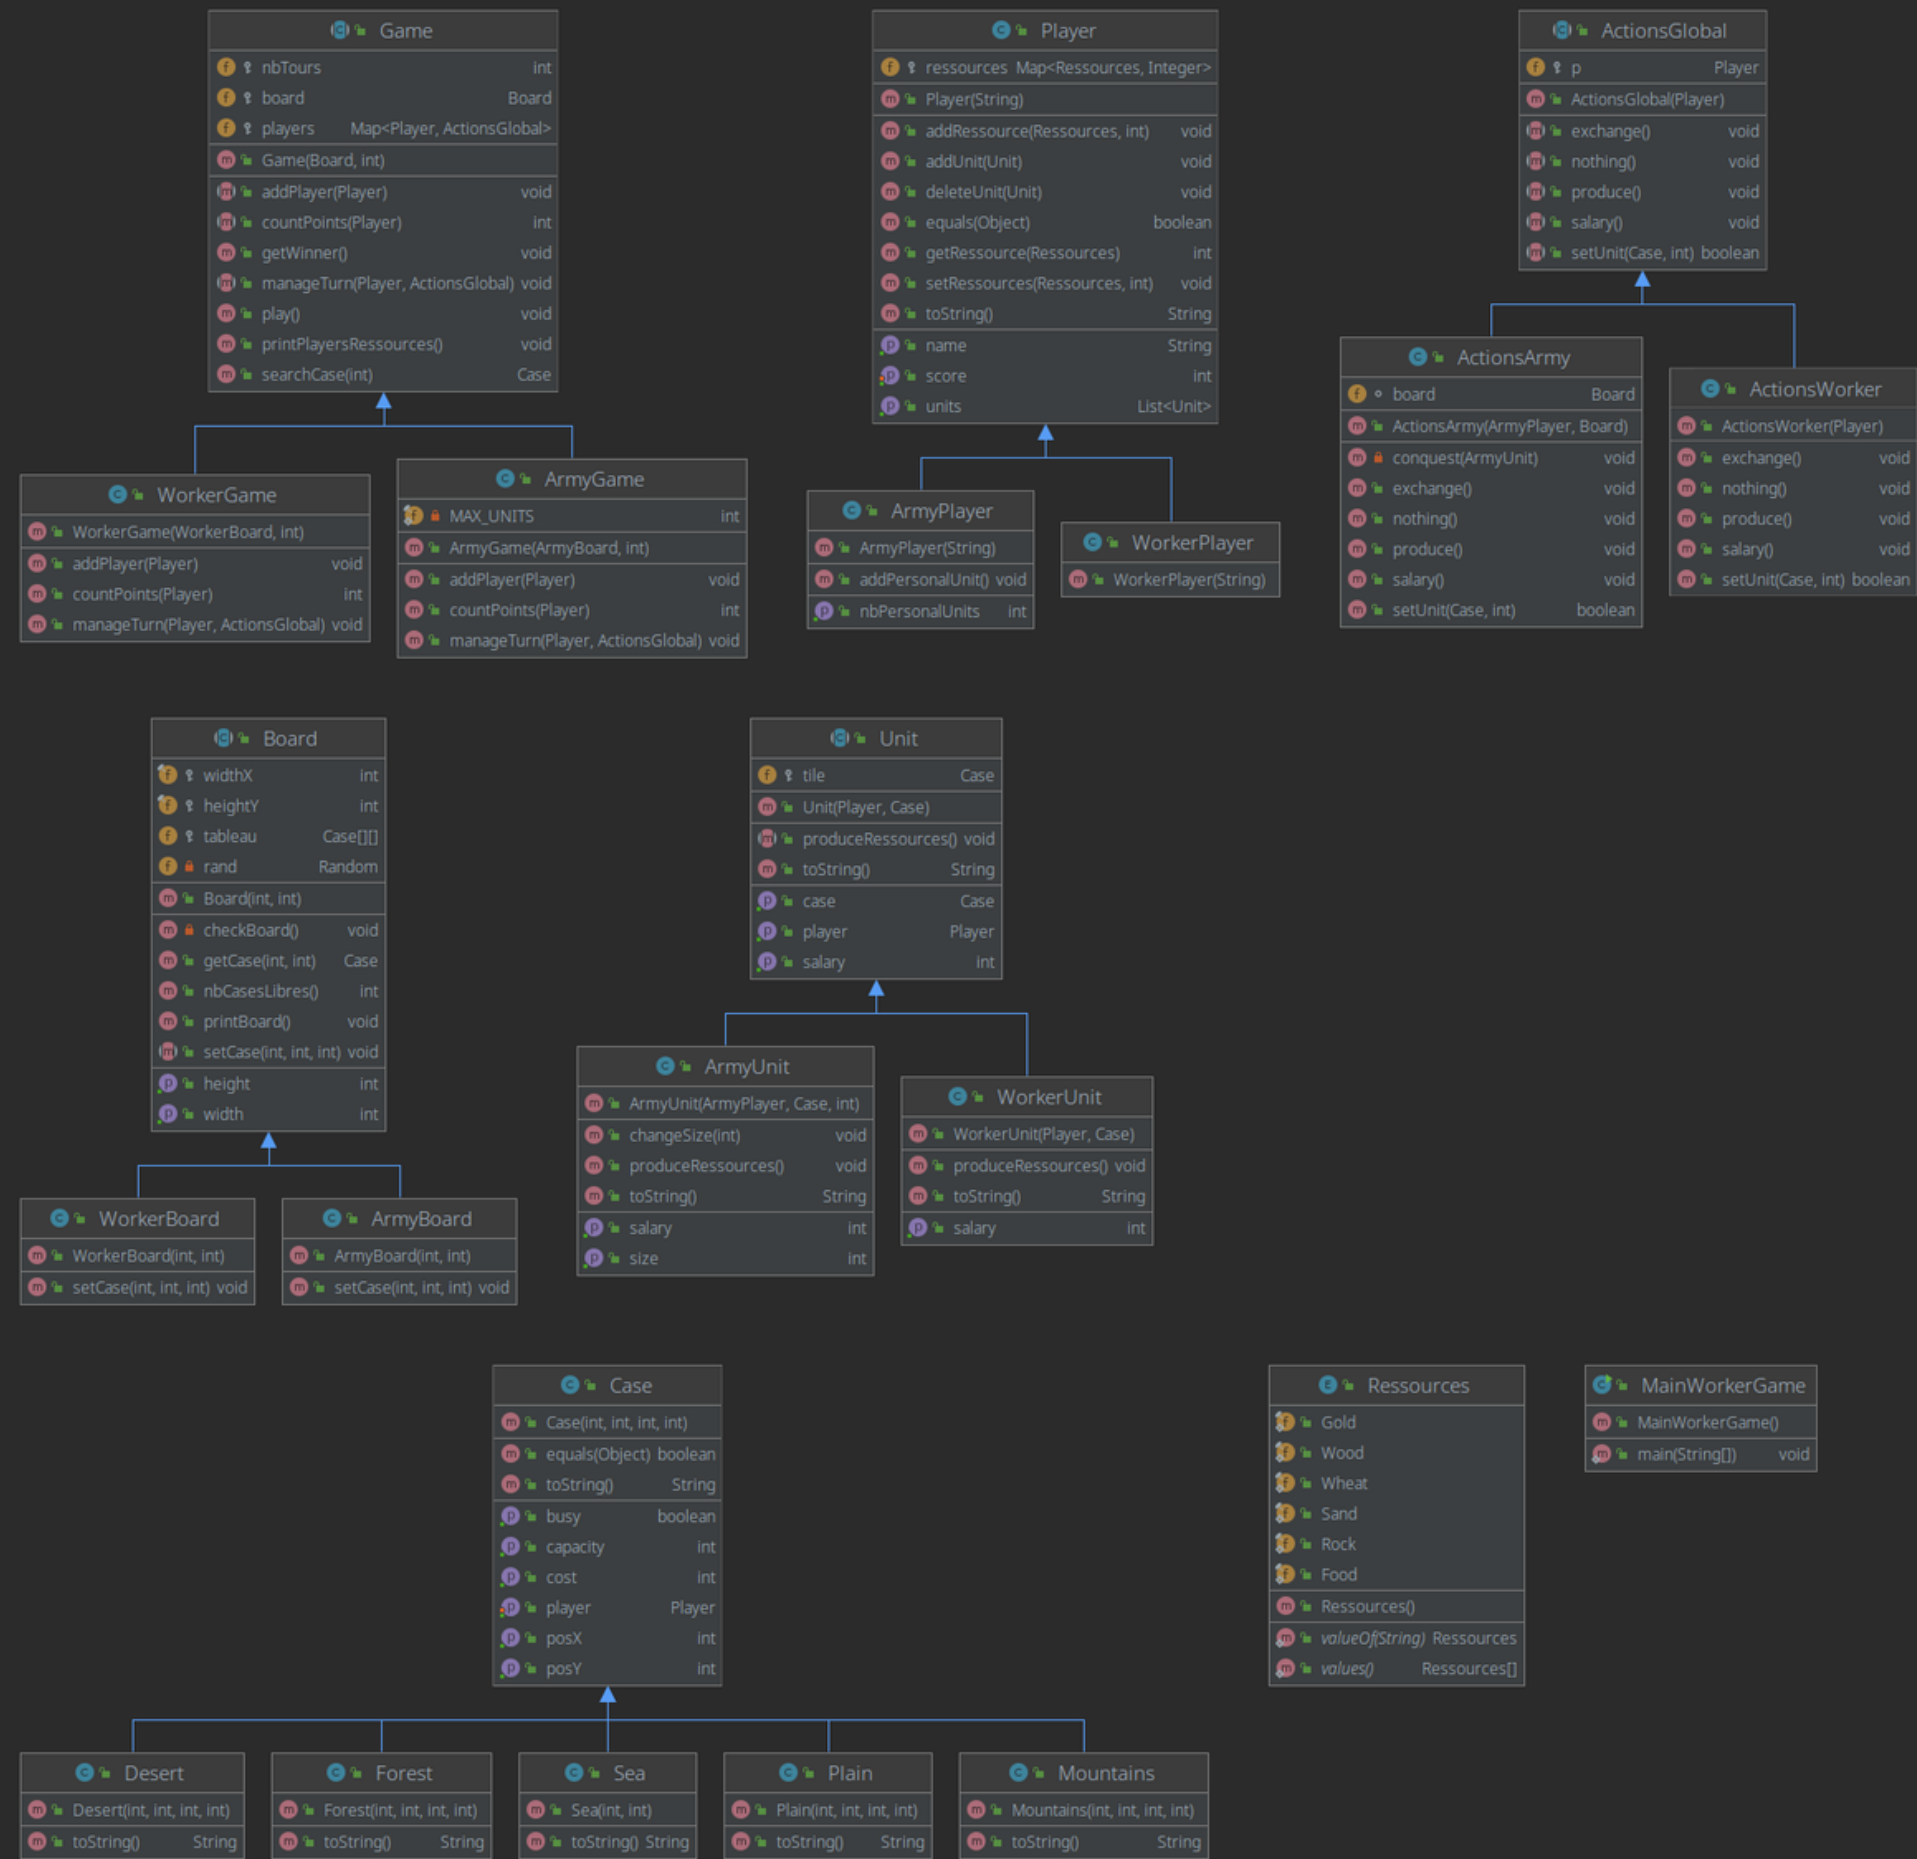 Game
nbTours int
board Board
players Map<Player, ActionsGlobal>
Game(Board, int)
addPlayer(Player) void
countPoints(Player) int
getWinner() void
manageTurn(Player, ActionsGlobal) void
play() void
printPlayersRessources() void
searchCase(int) Case
Player
ressources Map<Ressources, Integer>
Player(String)
addRessource(Ressources, int) void
addUnit(Unit) void
deleteUnit(Unit) void
equals(Object) boolean
getRessource(Ressources) int
setRessources(Ressources, int) void
toString() String
name String
score int
units List<Unit>
ActionsGlobal
p Player
ActionsGlobal(Player)
exchange() void
nothing() void
produce() void
salary() void
setUnit(Case, int) boolean
WorkerGame
WorkerGame(WorkerBoard, int)
addPlayer(Player) void
countPoints(Player) int
manageTurn(Player, ActionsGlobal) void
ArmyGame
MAX_UNITS int
ArmyGame(ArmyBoard, int)
addPlayer(Player) void
countPoints(Player) int
manageTurn(Player, ActionsGlobal) void
ArmyPlayer
ArmyPlayer(String)
addPersonalUnit() void
nbPersonalUnits int
WorkerPlayer
WorkerPlayer(String)
ActionsArmy
board Board
ActionsArmy(ArmyPlayer, Board)
conquest(ArmyUnit) void
exchange() void
nothing() void
produce() void
salary() void
setUnit(Case, int) boolean
ActionsWorker
ActionsWorker(Player)
exchange() void
nothing() void
produce() void
salary() void
setUnit(Case, int) boolean
Board
widthX int
heightY int
tableau Case[][]
rand Random
Board(int, int)
checkBoard() void
getCase(int, int) Case
nbCasesLibres() int
printBoard() void
setCase(int, int, int) void
height int
width int
Unit
tile Case
Unit(Player, Case)
produceRessources() void
toString() String
case Case
player Player
salary int
WorkerBoard
WorkerBoard(int, int)
setCase(int, int, int) void
ArmyBoard
ArmyBoard(int, int)
setCase(int, int, int) void
ArmyUnit
ArmyUnit(ArmyPlayer, Case, int)
changeSize(int) void
produceRessources() void
toString() String
salary int
size int
WorkerUnit
WorkerUnit(Player, Case)
produceRessources() void
toString() String
salary int
Case
Case(int, int, int, int)
equals(Object) boolean
toString() String
busy boolean
capacity int
cost int
player Player
posX int
posY int
Ressources
Gold
Wood
Wheat
Sand
Rock
Food
Ressources()
valueOf(String) Ressources
values() Ressources[]
MainWorkerGame
MainWorkerGame()
main(String[]) void
Desert
Desert(int, int, int, int)
toString() String
Forest
Forest(int, int, int, int)
toString() String
Sea
Sea(int, int)
toString() String
Plain
Plain(int, int, int, int)
toString() String
Mountains
Mountains(int, int, int, int)
toString() String